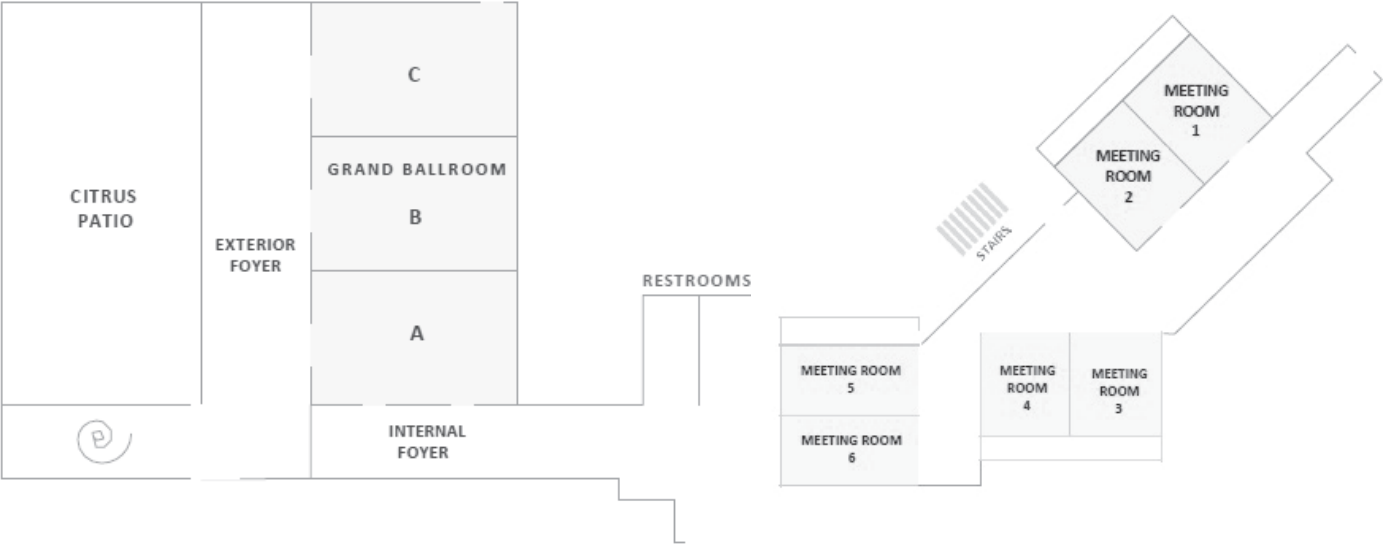 C
GRAND BALLROOM
B
A
CITRUS
PATIO
EXTERIOR
FOYER
INTERNAL
FOYER
RESTROOMS
STAIRS
MEETING
ROOM
1
MEETING
ROOM
2
MEETING ROOM
5
MEETING ROOM
6
MEETING
ROOM
4
MEETING
ROOM
3